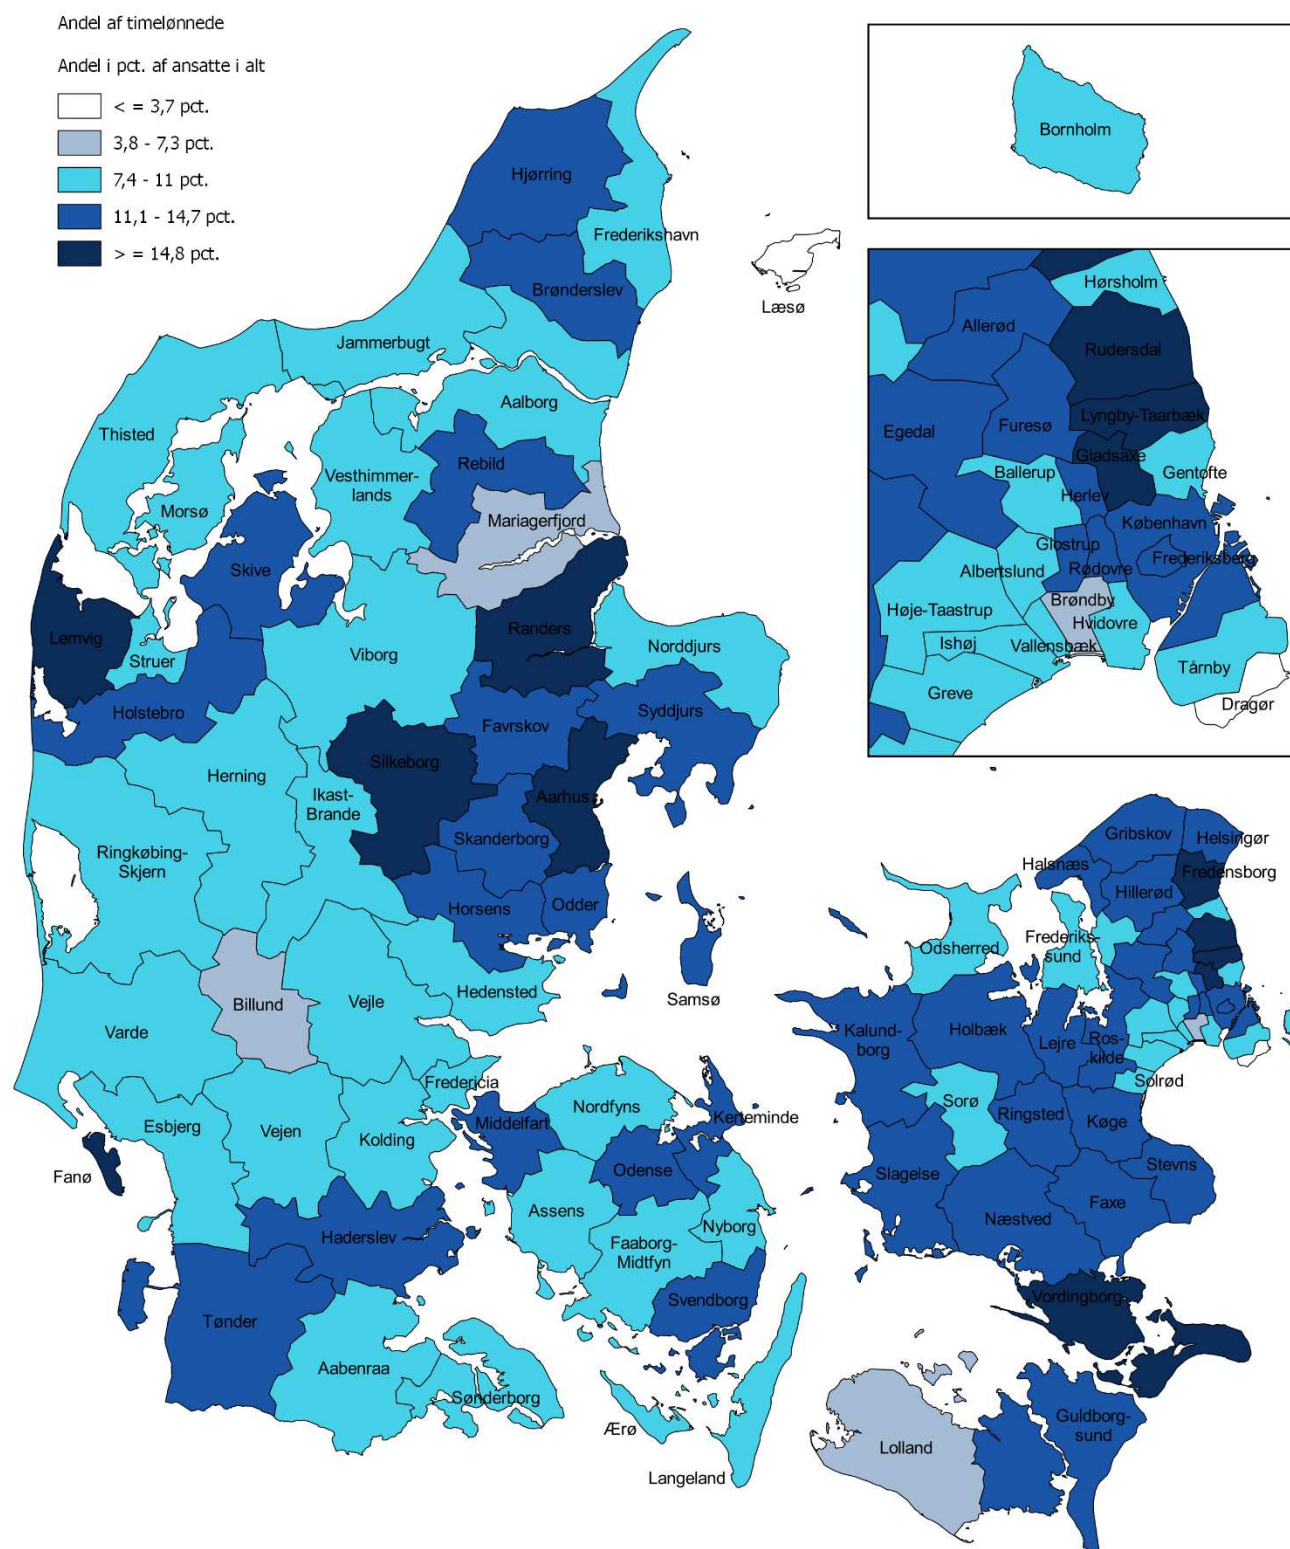 Andel af timelønnede
Andel i pct. af ansatte i alt
< = 3,7 pct.
3,8 - 7,3 pct.
7,4 - 11 pct.
11,1 - 14,7 pct.
> = 14,8 pct.
Bornholm
Hjørring
Frederikshavn
Brønderslev
Læsø
Jammerbugt
Aalborg
Thisted
Rebild
Vesthimmer-
lands
Morsø
Mariagerfjord
Skive
Lemvig
Struer
Viborg
Randers
Norddjurs
Holstebro
Favrskov
Syddjurs
Silkeborg
Herning
Ikast-
Brande
Aarhus
Skanderborg
Ringkøbing-
Skjern
Horsens
Odder
Samsø
Billund
Vejle
Hedensted
Varde
Fredericia
Esbjerg
Vejen
Kolding
Fanø
Haderslev
Tønder
Aabenraa
Sønderborg
Middelfart
Nordfyns
Kerteminde
Odense
Assens
Nyborg
Faaborg-
Midtfyn
Svendborg
Ærø
Langeland
Hørsholm
Allerød
Rudersdal
Lyngby-Taarbæk
Egedal
Furesø
Gladsaxe
Ballerup
Gentofte
Herlev
København
Glostrup
Frederiksberg
Albertslund
Rødovre
Brøndby
Høje-Taastrup
Hvidovre
Ishøj
Vallensbæk
Greve
Tårnby
Dragør
Gribskov
Helsingør
Halsnæs
Fredensborg
Hillerød
Odsherred
Frederiks-
sund
Kalund-
borg
Holbæk
Lejre
Ros-
kilde
Solrød
Sorø
Ringsted
Køge
Slagelse
Stevns
Faxe
Næstved
Vordingborg
Guldborg-
sund
Lolland